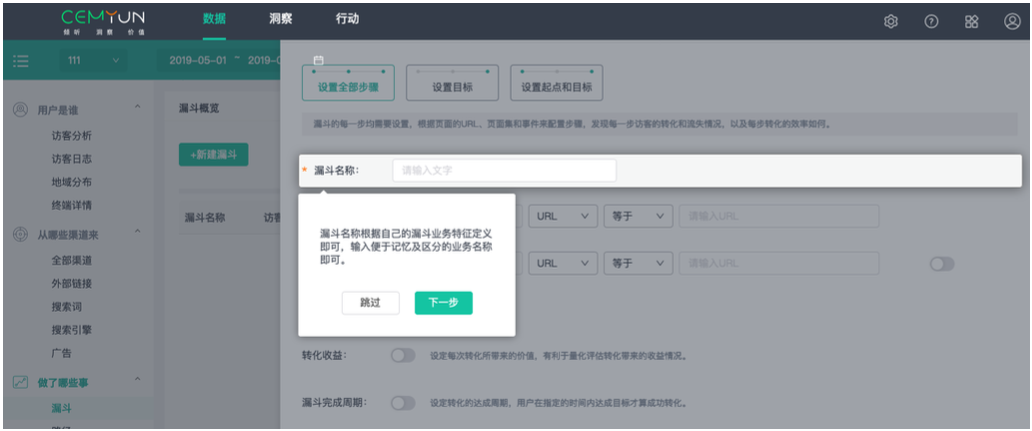 CEMYUN
倾听 洞察 价值
数据 洞察 行动
111
2019-05-01 ~ 2019-0
设置全部步骤 设置目标 设置起点和目标
用户是谁
漏斗概览
漏斗的每一步均需要设置，根据页面的URL、页面集和事件来配置步骤，发现每一步访客的转化和流失情况，以及每步转化的效率如何。
访客分析
+新建漏斗
访客日志
* 漏斗名称： 请输入文字
地域分布
终端详情
漏斗名称 访客
URL 等于 请输入URL
从哪些渠道来
漏斗名称根据自己的漏斗业务特征定义
即可，输入便于记忆及区分的业务名称
即可。
全部渠道
URL 等于 请输入URL
外部链接
搜索词
跳过 下一步
搜索引擎
广告
转化收益： 设定每次转化所带来的价值，有利于量化评估转化带来的收益情况。
做了哪些事
漏斗
漏斗完成周期： 设定转化的达成周期，用户在指定的时间内达成目标才算成功转化。